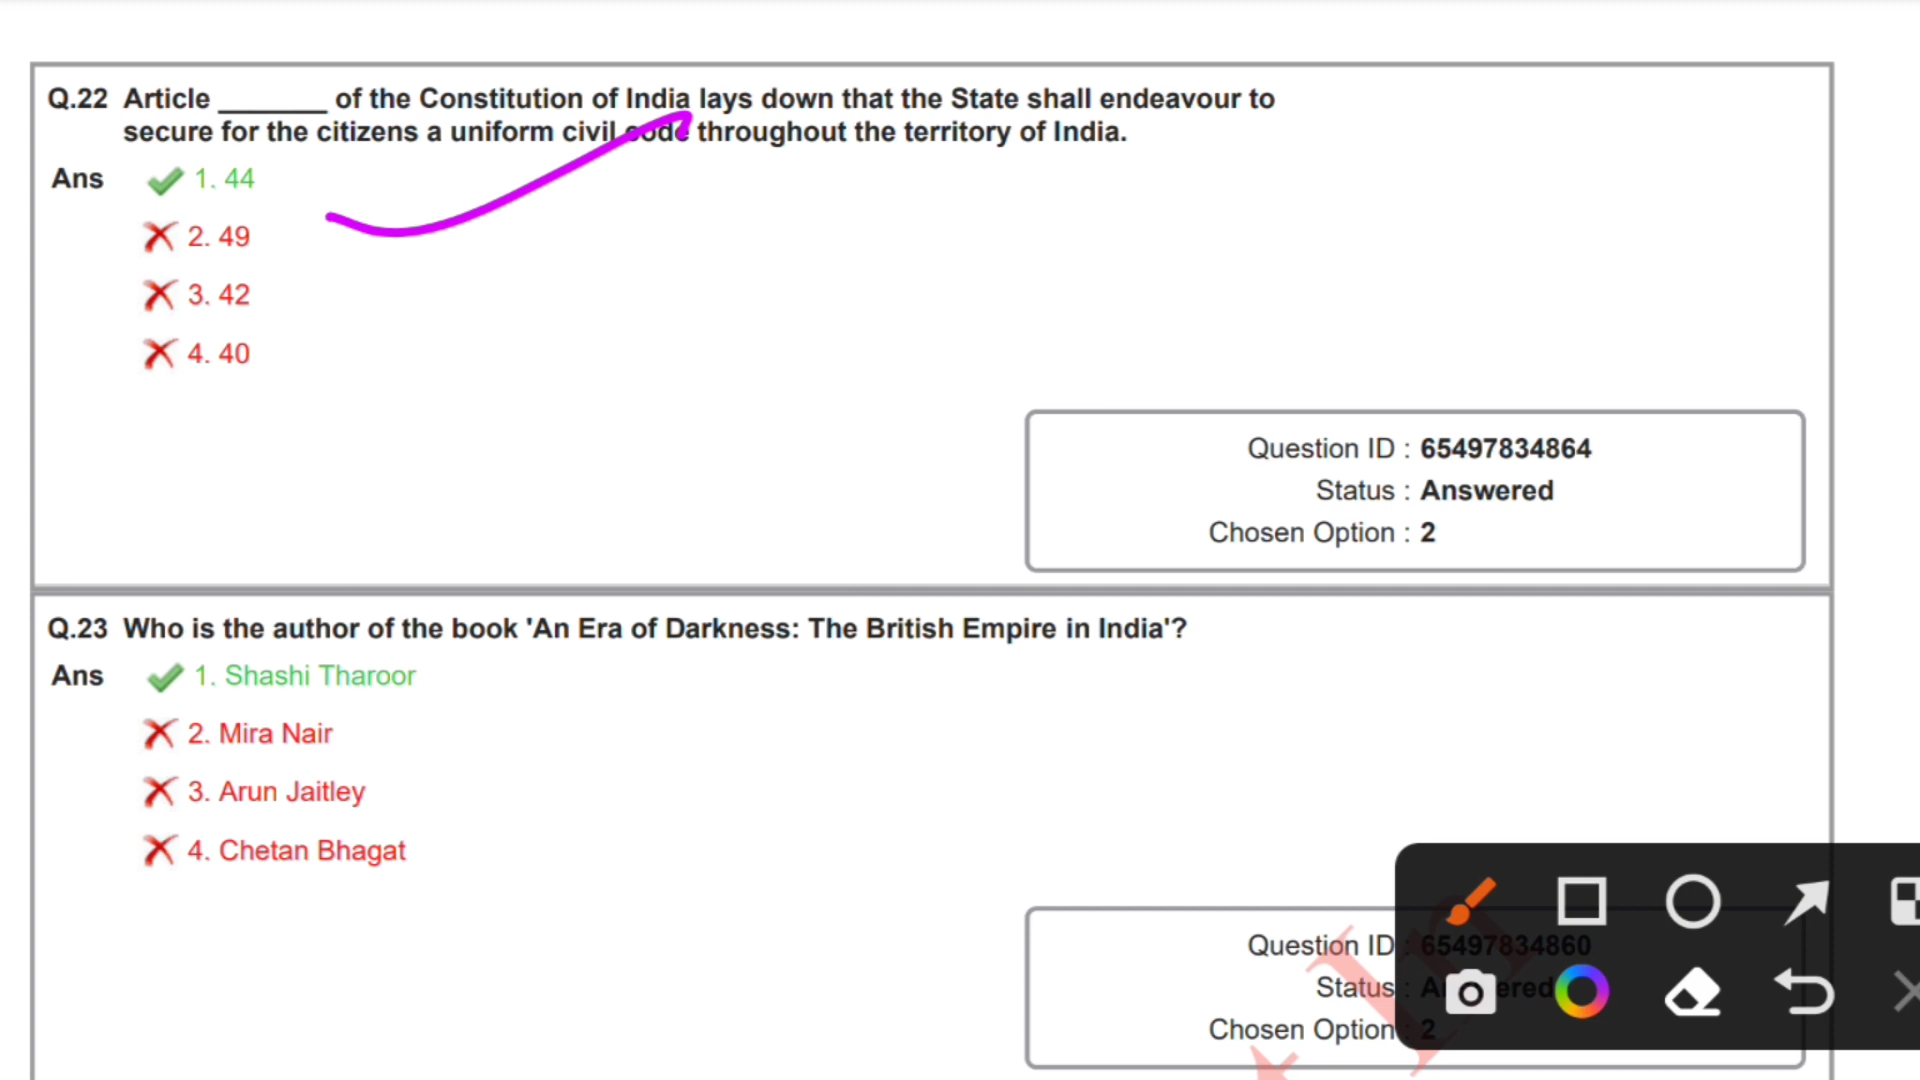 Q.22 Article _______ of the Constitution of India lays down that the State shall endeavour to
secure for the citizens a uniform civil code throughout the territory of India.
Ans 1. 44
2. 49
3. 42
4. 40
Question ID : 65497834864
Status : Answered
Chosen Option : 2
Q.23 Who is the author of the book 'An Era of Darkness: The British Empire in India'?
Ans 1. Shashi Tharoor
2. Mira Nair
3. Arun Jaitley
4. Chetan Bhagat
Question ID : 65497834860
Status :
Chosen Option : 2